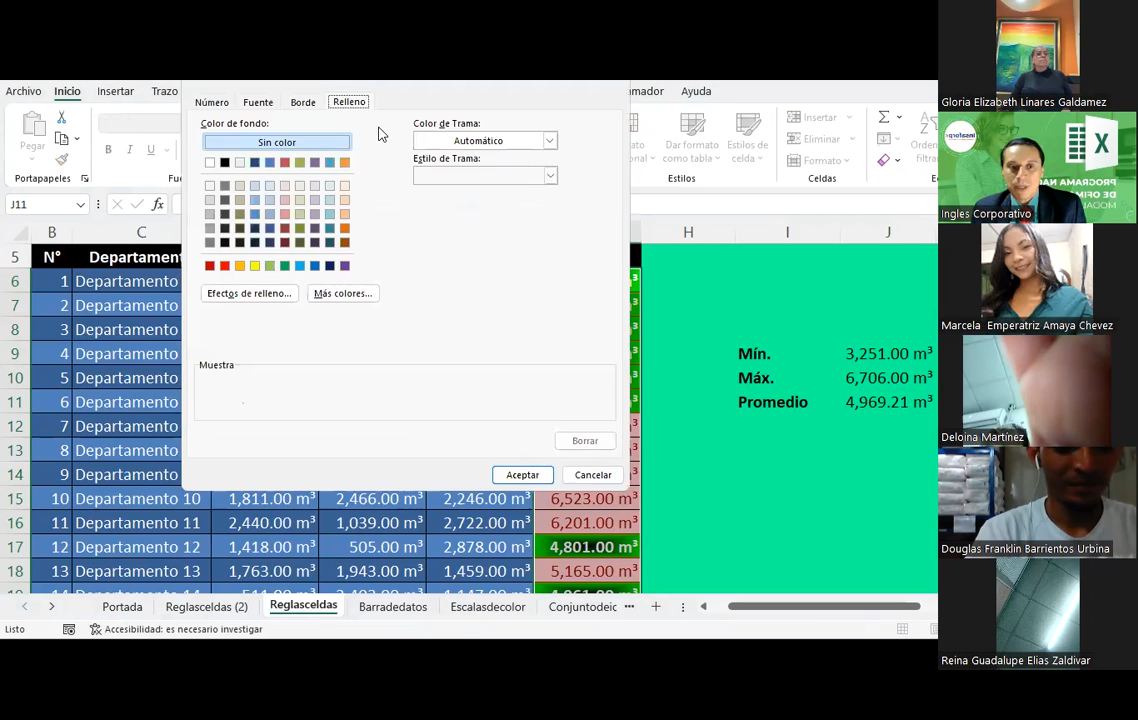 Archivo Inicio Insertar Trazo mador Ayuda
Número Fuente Borde Relleno
Color de fondo:
Sin color
Color de Trama:
Automático
Estilo de Trama:
Efectos de relleno...
Más colores...
Muestra
Borrar
Aceptar
Cancelar
Pegar
Portapapeles
N
K
S
Dar formato
como tabla
Estilos de
celda
Estilos
Insertar
Eliminar
Formato
Celdas
Ordenar
filtrar
J11
fx
B C H I J
5 N° Departament
6 1 Departamento
7 2 Departamento
8 3 Departamento
9 4 Departamento Mín. 3,251.00 m³
10 5 Departamento Máx. 6,706.00 m³
11 6 Departamento Promedio 4,969.21 m³
12 7 Departamento
13 8 Departamento
14 9 Departamento
15 10 Departamento 10 1,811.00 m³ 2,466.00 m³ 2,246.00 m³ 6,523.00 m³
16 11 Departamento 11 2,440.00 m³ 1,039.00 m³ 2,722.00 m³ 6,201.00 m³
17 12 Departamento 12 1,418.00 m³ 505.00 m³ 2,878.00 m³ 4,801.00 m³
18 13 Departamento 13 1,763.00 m³ 1,943.00 m³ 1,459.00 m³ 5,165.00 m³
Portada Reglasceldas (2) Reglasceldas Barradedatos Escalasdecolor Conjuntodeic
Listo Accesibilidad: es necesario investigar
Gloria Elizabeth Linares Galdamez
insaforp
PROGRAMA NA
DE OFIMA
MODAL
Ingles Corporativo
Marcela Emperatriz Amaya Chevez
Deloina Martínez
Douglas Franklin Barrientos Urbina
Reina Guadalupe Elias Zaldivar